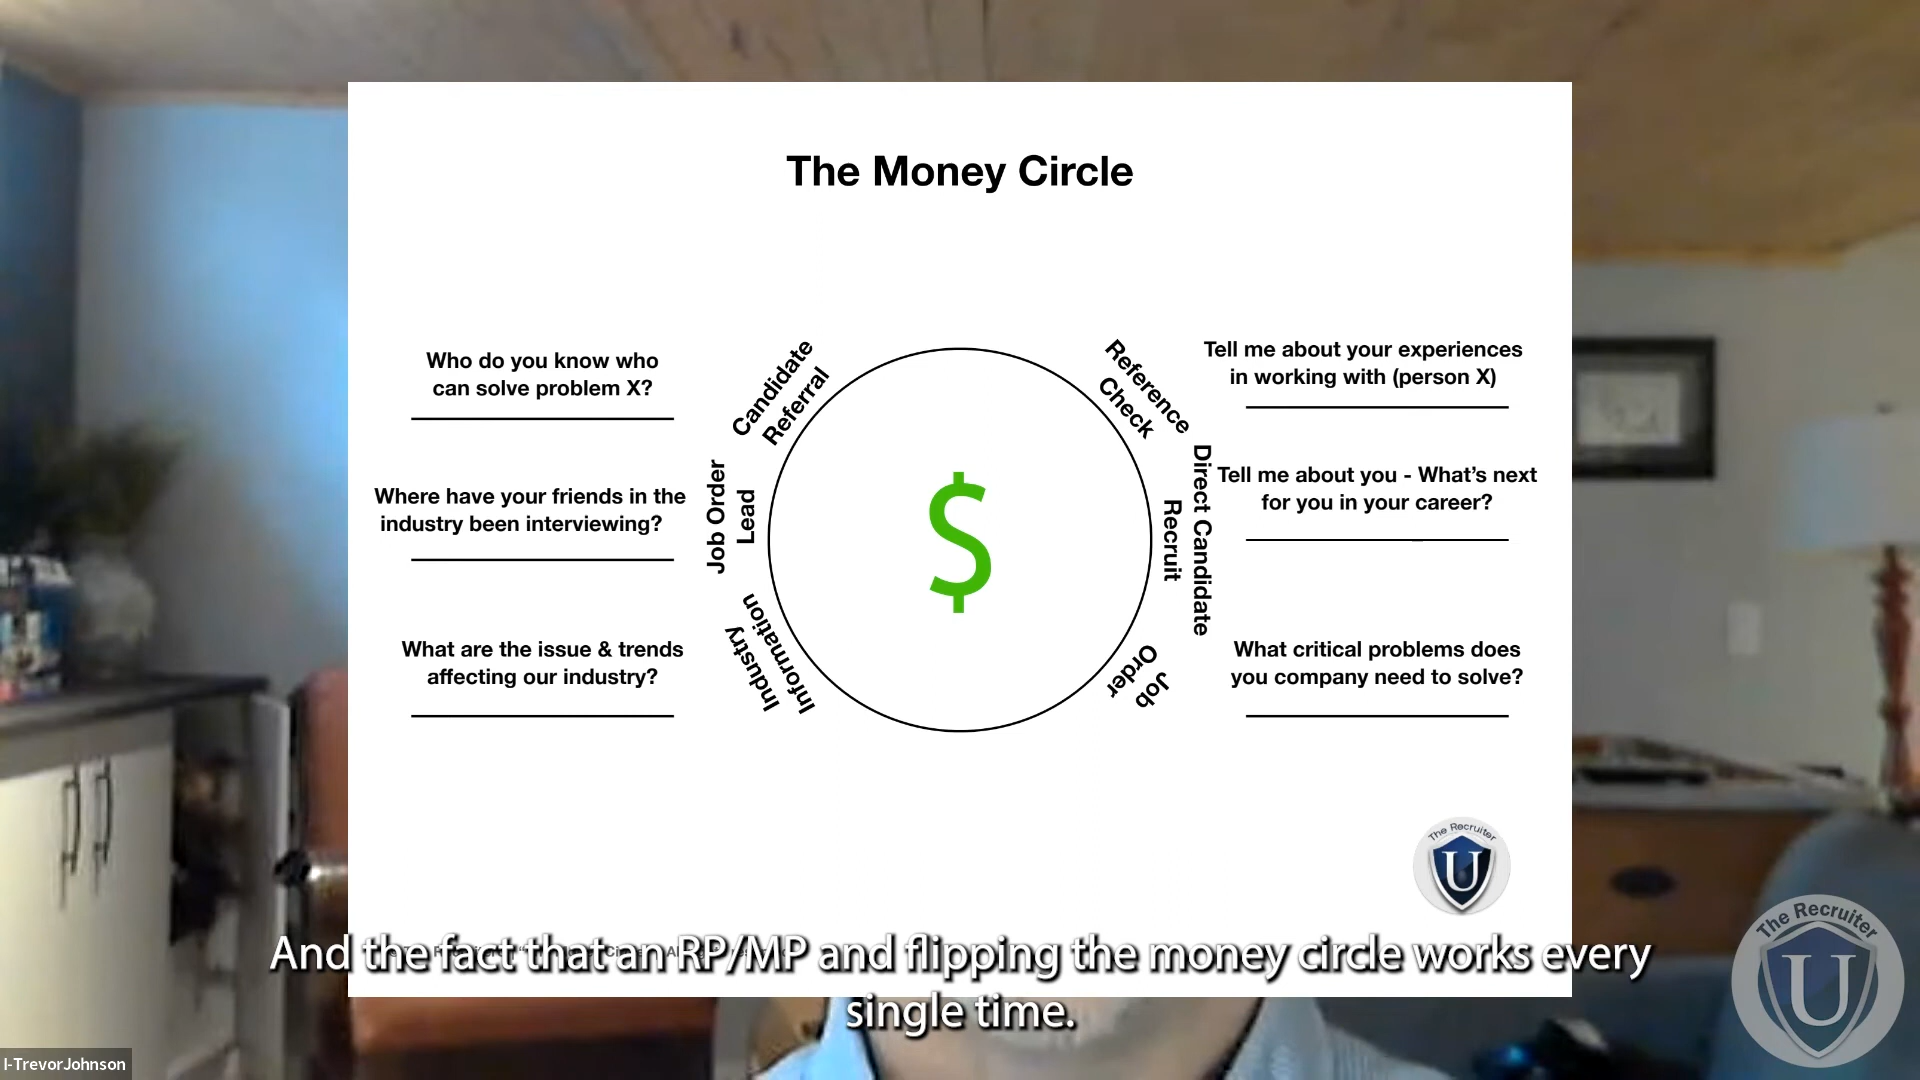 The Money Circle
Who do you know who
can solve problem X?
Candidate
Referral
Reference
Check
Tell me about your experiences
in working with (person X)
Where have your friends in the
industry been interviewing?
Job Order
Lead
Direct Candidate
Recruit
Tell me about you - What’s next
for you in your career?
What are the issue & trends
affecting our industry?
Industry
Information
Job
Order
What critical problems does
you company need to solve?
The Recruiter
U
And the fact that an RP/MP and flipping the money circle works every
single time.
The Recruiter
U
I-TrevorJohnson